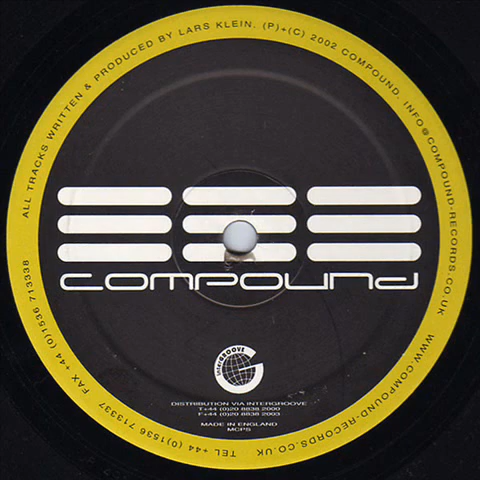 ALL TRACKS WRITTEN & PRODUCED BY LARS KLEIN. (P)+(C) 2002 COMPOUND. INFO@COMPOUND-RECORDS.CO.UK WWW.COMPOUND-RECORDS.CO.UK TEL +44 (0)1536 713337 FAX +44 (0)1536 713338
compound
interGROOVE
DISTRIBUTION VIA INTERGROOVE
T+44 (0)20 8838 2000
F+44 (0)20 8838 2003
MADE IN ENGLAND
MCPS